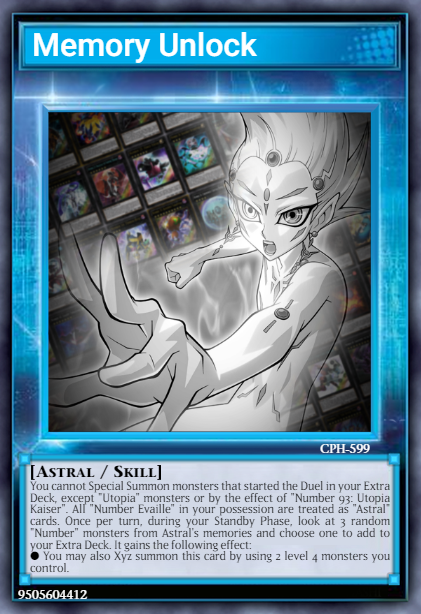 Memory Unlock
CPH-599
[ASTRAL / SKILL]
You cannot Special Summon monsters that started the Duel in your Extra
Deck, except "Utopia" monsters or by the effect of "Number 93: Utopia
Kaiser". All "Number Evaille" in your possession are treated as "Astral"
cards. Once per turn, during your Standby Phase, look at 3 random
"Number" monsters from Astral's memories and choose one to add to
your Extra Deck. It gains the following effect:
● You may also Xyz summon this card by using 2 level 4 monsters you
control.
9505604412